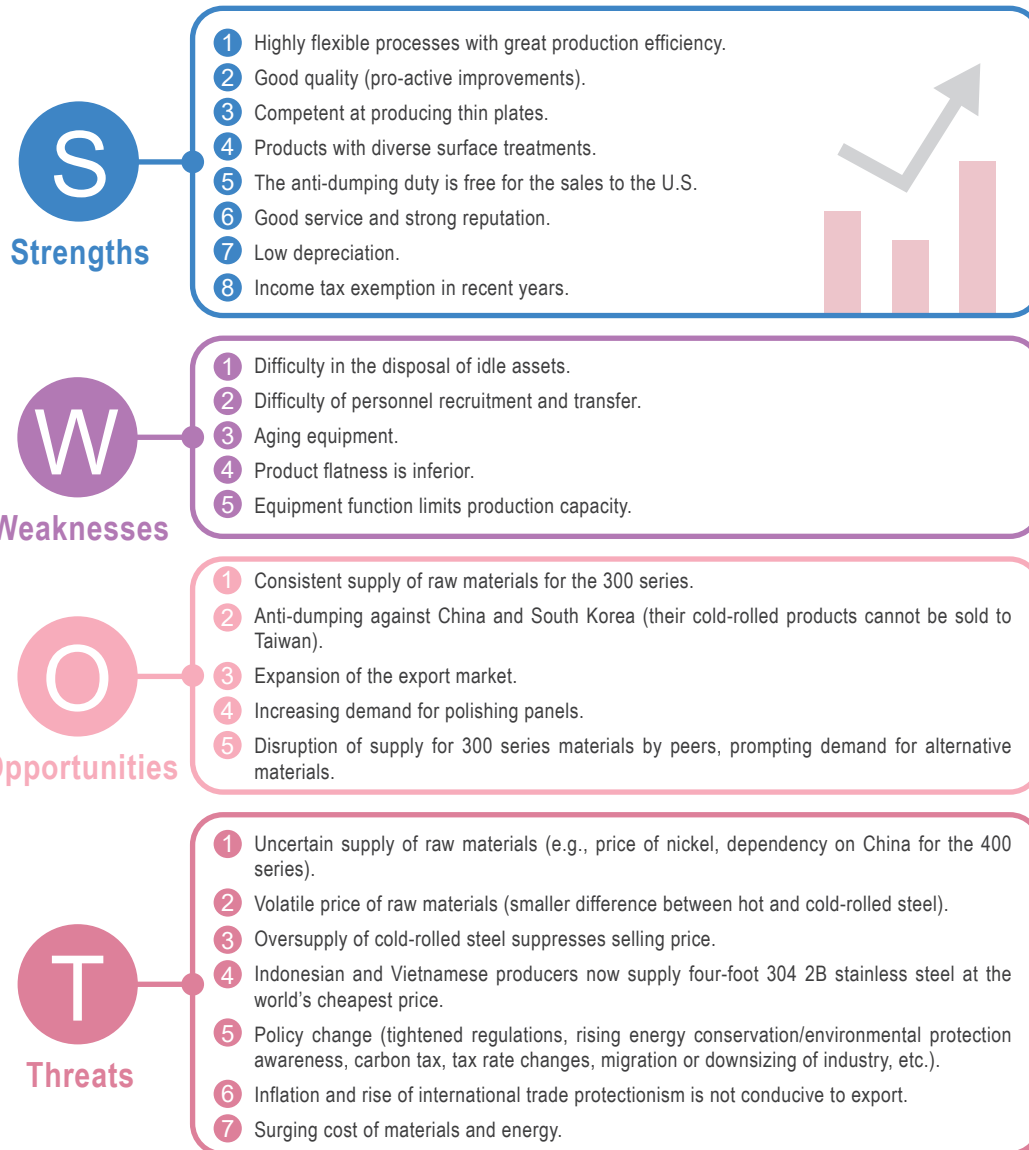 S
Strengths
1 Highly flexible processes with great production efficiency.
2 Good quality (pro-active improvements).
3 Competent at producing thin plates.
4 Products with diverse surface treatments.
5 The anti-dumping duty is free for the sales to the U.S.
6 Good service and strong reputation.
7 Low depreciation.
8 Income tax exemption in recent years.
W
Weaknesses
1 Difficulty in the disposal of idle assets.
2 Difficulty of personnel recruitment and transfer.
3 Aging equipment.
4 Product flatness is inferior.
5 Equipment function limits production capacity.
O
Opportunities
1 Consistent supply of raw materials for the 300 series.
2 Anti-dumping against China and South Korea (their cold-rolled products cannot be sold to
Taiwan).
3 Expansion of the export market.
4 Increasing demand for polishing panels.
5 Disruption of supply for 300 series materials by peers, prompting demand for alternative
materials.
T
Threats
1 Uncertain supply of raw materials (e.g., price of nickel, dependency on China for the 400
series).
2 Volatile price of raw materials (smaller difference between hot and cold-rolled steel).
3 Oversupply of cold-rolled steel suppresses selling price.
4 Indonesian and Vietnamese producers now supply four-foot 304 2B stainless steel at the
world's cheapest price.
5 Policy change (tightened regulations, rising energy conservation/environmental protection
awareness, carbon tax, tax rate changes, migration or downsizing of industry, etc.).
6 Inflation and rise of international trade protectionism is not conducive to export.
7 Surging cost of materials and energy.